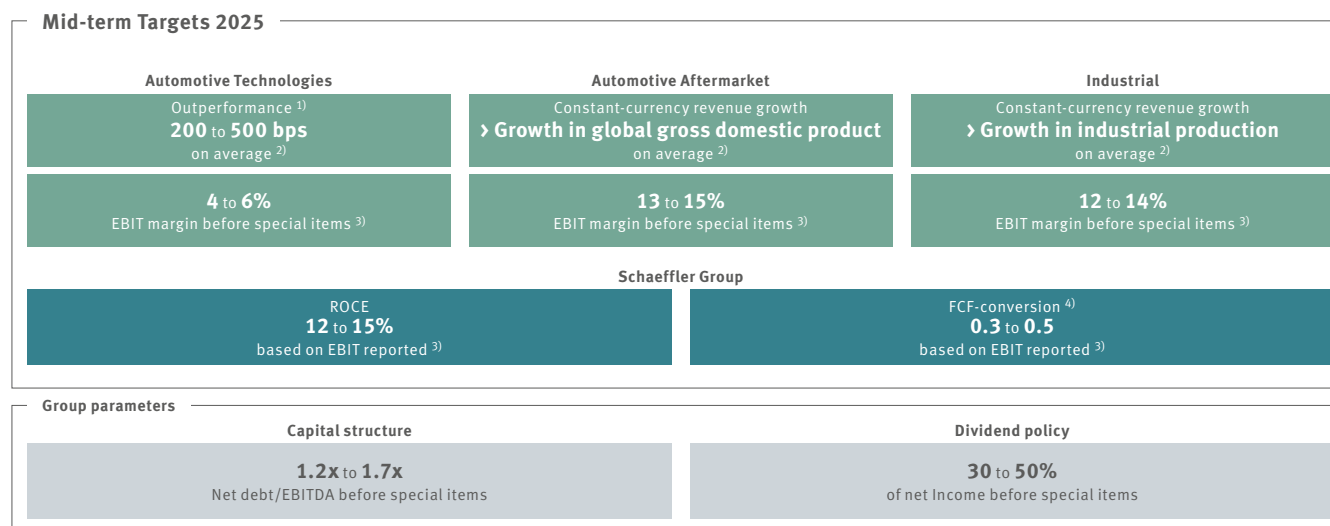 Mid-term Targets 2025
Automotive Technologies
Outperformance 1)
200 to 500 bps
on average 2)
4 to 6%
EBIT margin before special items 3)
Automotive Aftermarket
Constant-currency revenue growth
› Growth in global gross domestic product
on average 2)
13 to 15%
EBIT margin before special items 3)
Industrial
Constant-currency revenue growth
› Growth in industrial production
on average 2)
12 to 14%
EBIT margin before special items 3)
Schaeffler Group
ROCE
12 to 15%
based on EBIT reported 3)
FCF-conversion 4)
0.3 to 0.5
based on EBIT reported 3)
Group parameters
Capital structure
1.2x to 1.7x
Net debt/EBITDA before special items
Dividend policy
30 to 50%
of net Income before special items